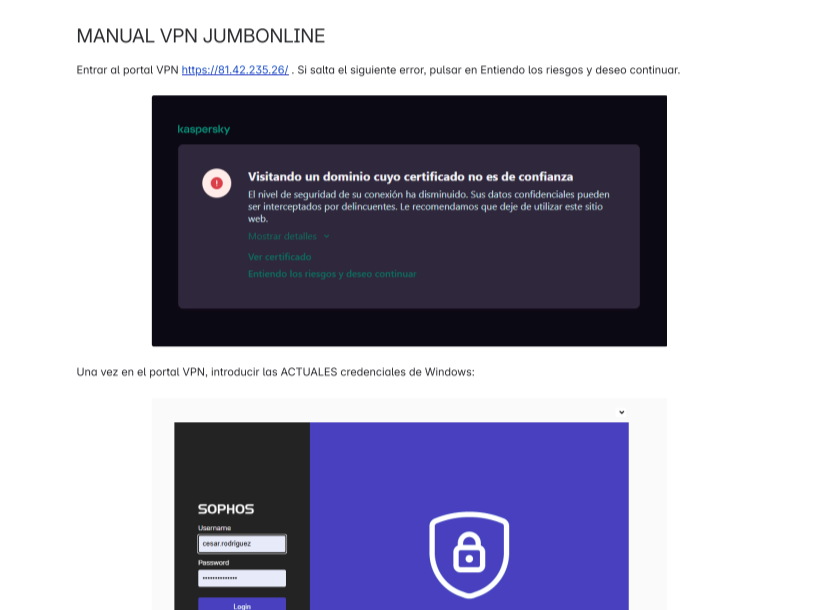 MANUAL VPN JUMBONLINE
Entrar al portal VPN https://81.42.235.26/ . Si salta el siguiente error, pulsar en Entiendo los riesgos y deseo continuar.
kaspersky
Visitando un dominio cuyo certificado no es de confianza
El nivel de seguridad de su conexión ha disminuido. Sus datos confidenciales pueden
ser interceptados por delincuentes. Le recomendamos que deje de utilizar este sitio
web.
Mostrar detalles
Ver certificado
Entiendo los riesgos y deseo continuar
Una vez en el portal VPN, introducir las ACTUALES credenciales de Windows:
SOPHOS
Username
cesar.rodriguez
Password
Login